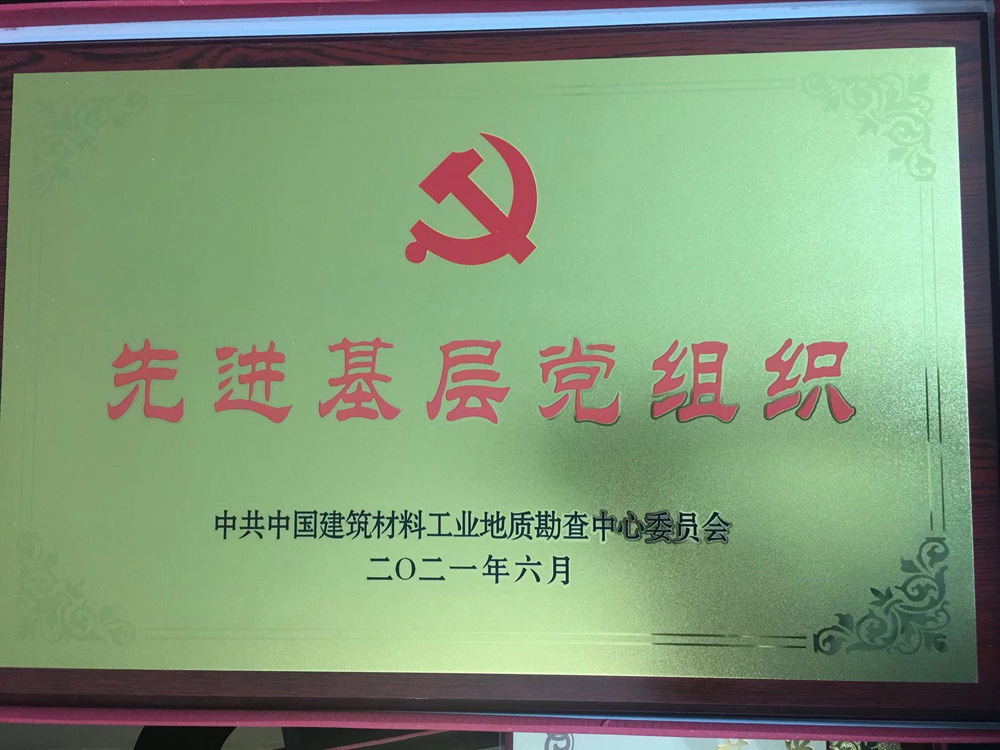 先进基层党组织
中共中国建筑材料工业地质勘查中心委员会
二〇二一年六月